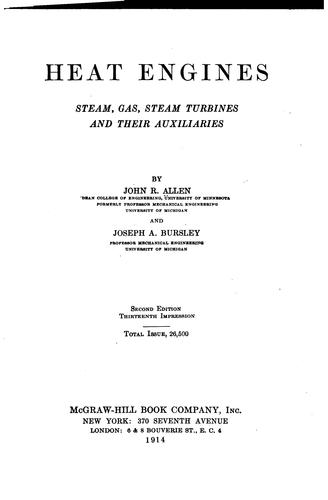 HEAT ENGINES
STEAM, GAS, STEAM TURBINES
AND THEIR AUXILIARIES
BY
JOHN R. ALLEN
DEAN COLLEGE OF ENGINEERING, UNIVERSITY OF MINNESOTA
FORMERLY PROFESSOR MECHANICAL ENGINEERING
UNIVERSITY OF MICHIGAN
AND
JOSEPH A. BURSLEY
PROFESSOR MECHANICAL ENGINEERING
UNIVERSITY OF MICHIGAN
SECOND EDITION
THIRTEENTH IMPRESSION
TOTAL ISSUE, 26,500
McGRAW-HILL BOOK COMPANY, INC.
NEW YORK: 370 SEVENTH AVENUE
LONDON: 6 & 8 BOUVERIE ST., E. C. 4
1914